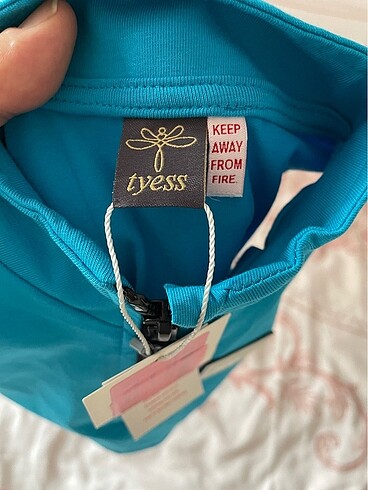 tyess
KEEP
AWAY
FROM
FIRE.